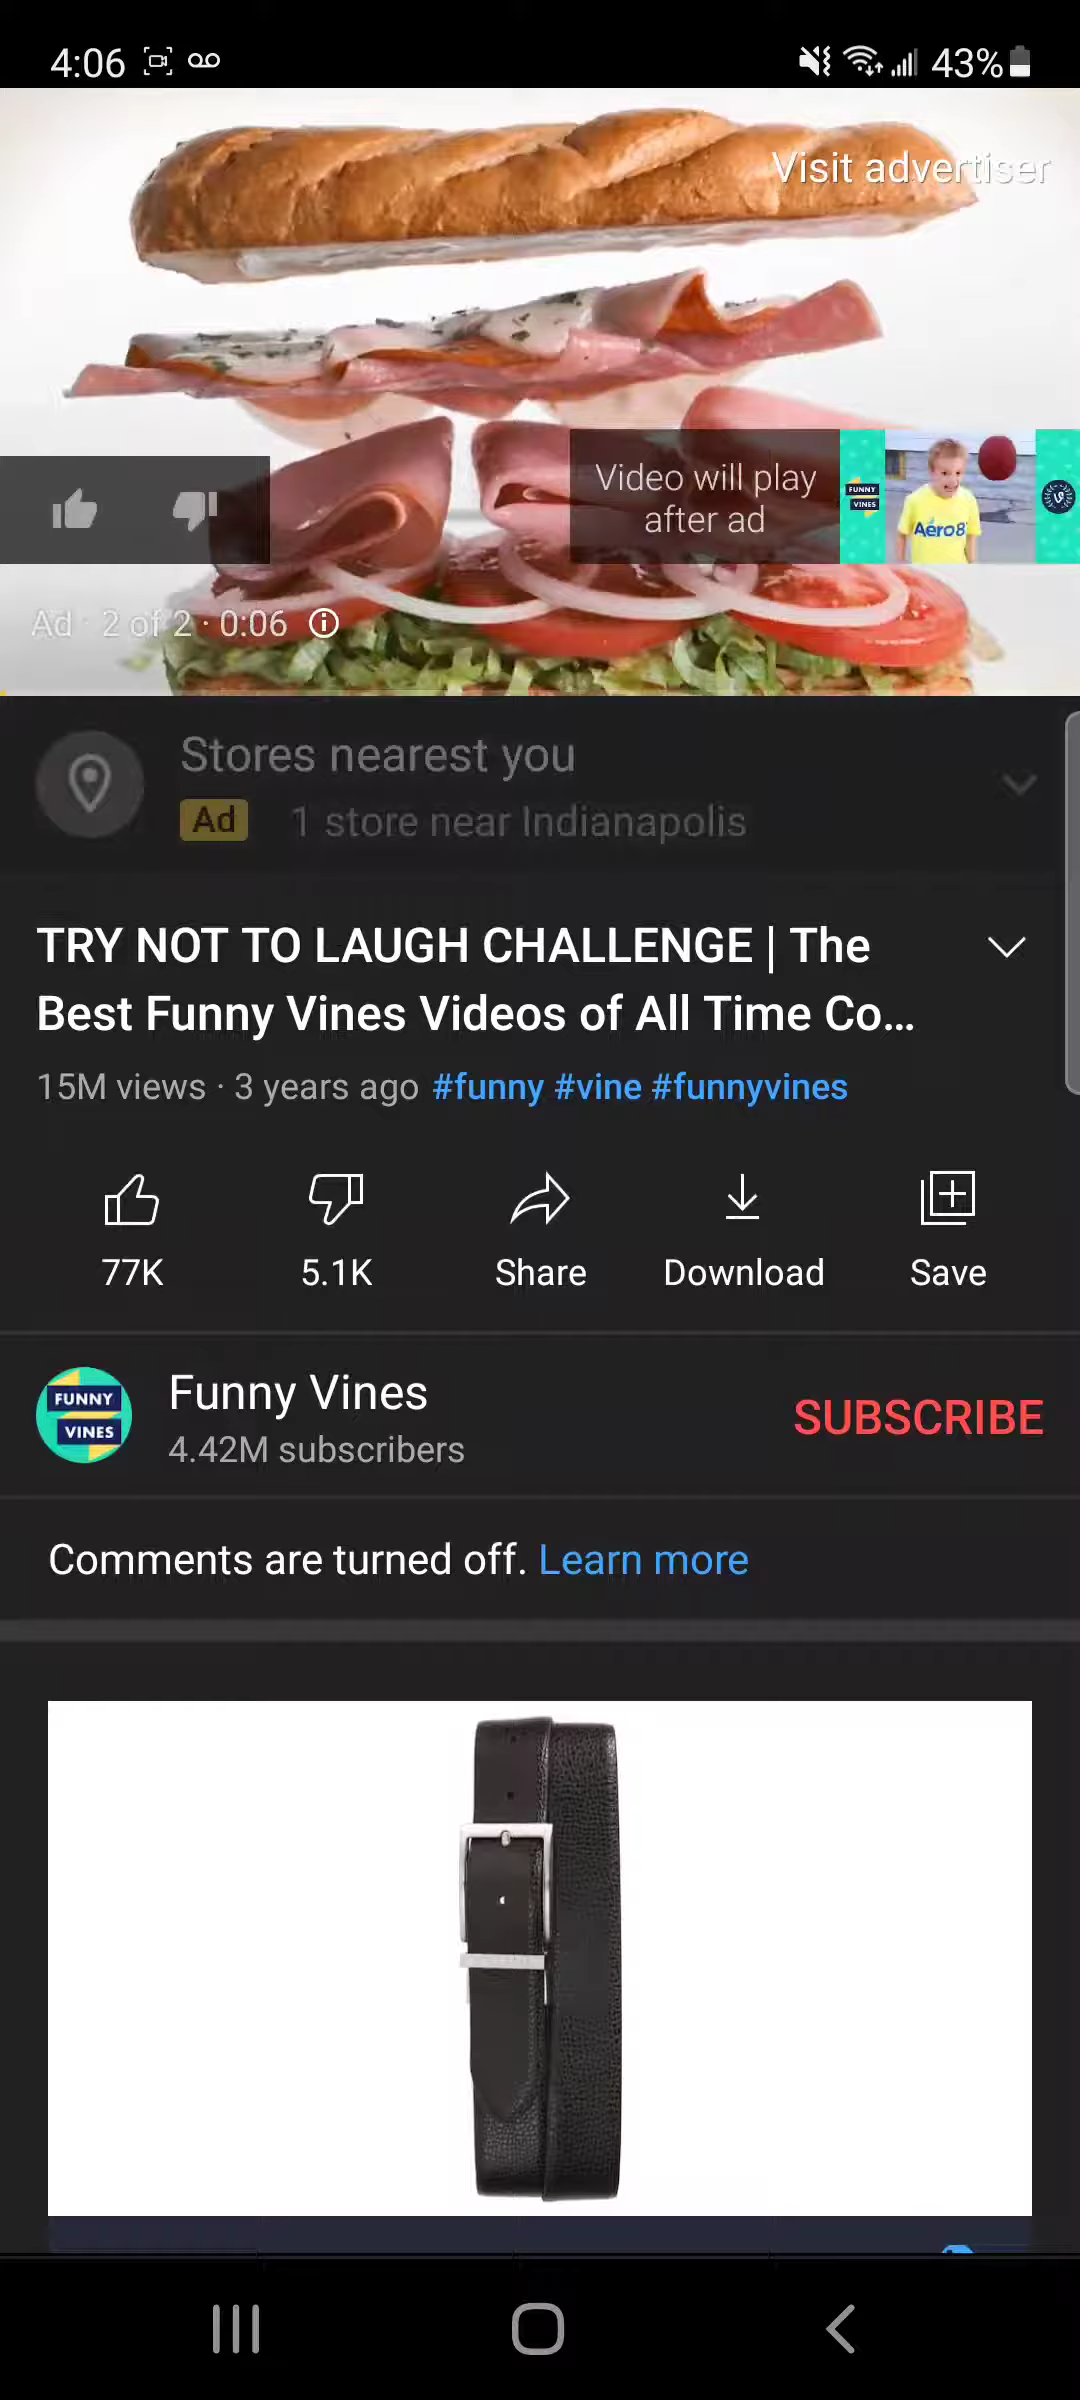 4:06
43%
Visit advertiser
Video will play
after ad
FUNNY
VINES
Aéro8
Ad · 2 of 2 · 0:06
Stores nearest you
Ad 1 store near Indianapolis
TRY NOT TO LAUGH CHALLENGE | The
Best Funny Vines Videos of All Time Co...
15M views · 3 years ago #funny #vine #funnyvines
77K
5.1K
Share
Download
Save
FUNNY
VINES
Funny Vines
4.42M subscribers
SUBSCRIBE
Comments are turned off. Learn more